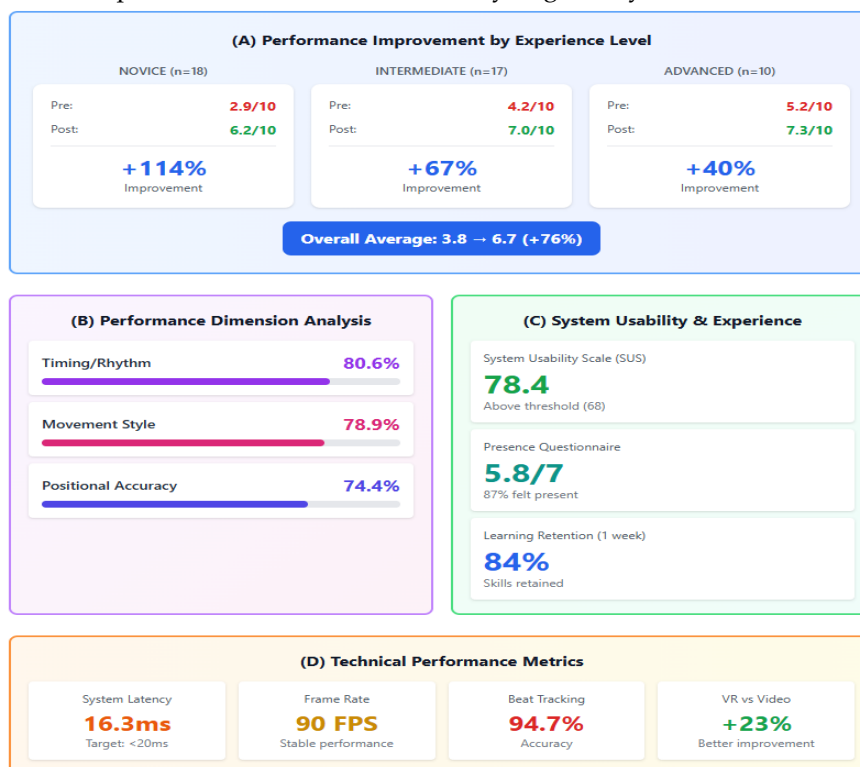 (A) Performance Improvement by Experience Level
NOVICE (n=18)
Pre: 2.9/10
Post: 6.2/10
+114%
Improvement
INTERMEDIATE (n=17)
Pre: 4.2/10
Post: 7.0/10
+67%
Improvement
ADVANCED (n=10)
Pre: 5.2/10
Post: 7.3/10
+40%
Improvement
Overall Average: 3.8 → 6.7 (+76%)
(B) Performance Dimension Analysis
Timing/Rhythm 80.6%
Movement Style 78.9%
Positional Accuracy 74.4%
(C) System Usability & Experience
System Usability Scale (SUS)
78.4
Above threshold (68)
Presence Questionnaire
5.8/7
87% felt present
Learning Retention (1 week)
84%
Skills retained
(D) Technical Performance Metrics
System Latency
16.3ms
Target: <20ms
Frame Rate
90 FPS
Stable performance
Beat Tracking
94.7%
Accuracy
VR vs Video
+23%
Better improvement